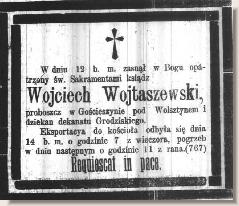 W dniu 12 b. m. zasnął w Bogu opa-
trzony św. Sakramentami ksiądz
Wojciech Wojtaszewski,
proboszcz w Gościeszynie pod Wolsztynem i
dziekan dekanatu Grodziskiego.
Eksportacya do kościoła odbyła się dnia
14 b. m. o godzinie 7 z wieczora, pogrzeb
w dniu następnym o godzinie 11 z rana. (767)
Requiescat in pace.